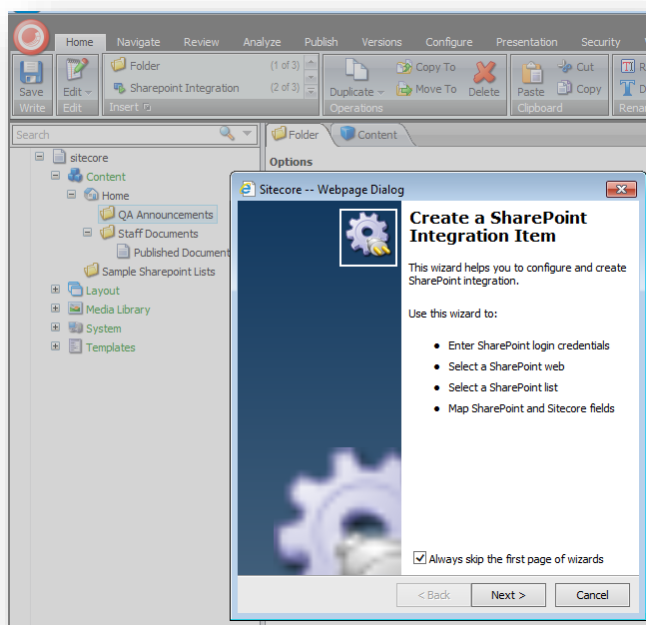 Home Navigate Review Analyze Publish Versions Configure Presentation Security
Save
Write
Edit
Edit
Folder (1 of 3)
Sharepoint Integration (2 of 3)
Insert
Duplicate
Copy To
Move To
Delete
Operations
Paste
Cut
Copy
Clipboard
R
D
Rena
Search
Folder Content
Options
sitecore
Content
Home
QA Announcements
Staff Documents
Published Document
Sample Sharepoint Lists
Layout
Media Library
System
Templates
Sitecore -- Webpage Dialog
Create a SharePoint
Integration Item
This wizard helps you to configure and create
SharePoint integration.
Use this wizard to:
• Enter SharePoint login credentials
• Select a SharePoint web
• Select a SharePoint list
• Map SharePoint and Sitecore fields
Always skip the first page of wizards
< Back Next > Cancel